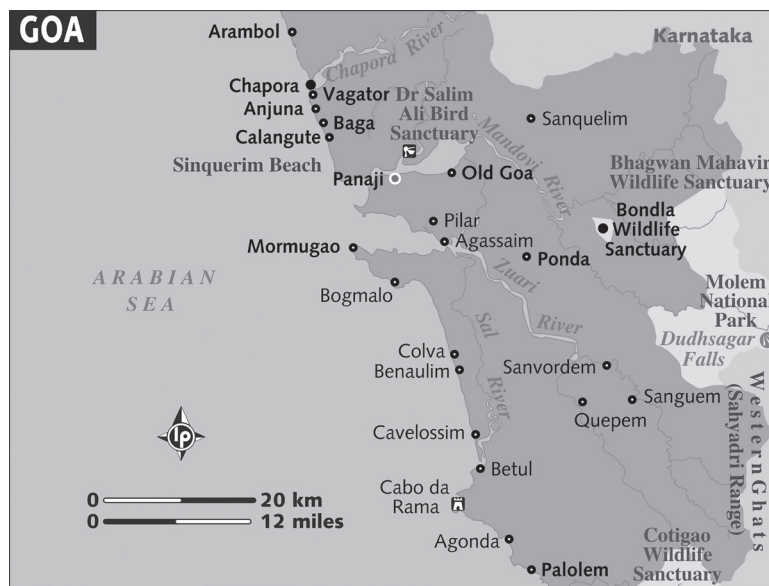 GOA
Arambol
Chapora River
Karnataka
Chapora
Vagator
Anjuna
Baga
Calangute
Dr Salim
Ali Bird
Sanctuary
Sanquelim
Sinquerim Beach
Mandovi
River
Bhagwan Mahavir
Wildlife Sanctuary
Panaji
Old Goa
Bondla
Wildlife
Sanctuary
Pilar
Agassaim
Mormugao
Ponda
ARABIAN
SEA
Bogmalo
Zuari
River
Molem
National
Park
Dudhsagar
Falls
Sal
River
Colva
Benaulim
Sanvordem
Sanguem
Quepem
Western Ghats
(Sahyadri Range)
Cavelossim
lp
Betul
Cabo da
Rama
0 20 km
0 12 miles
Agonda
Palolem
Cotigao
Wildlife
Sanctuary